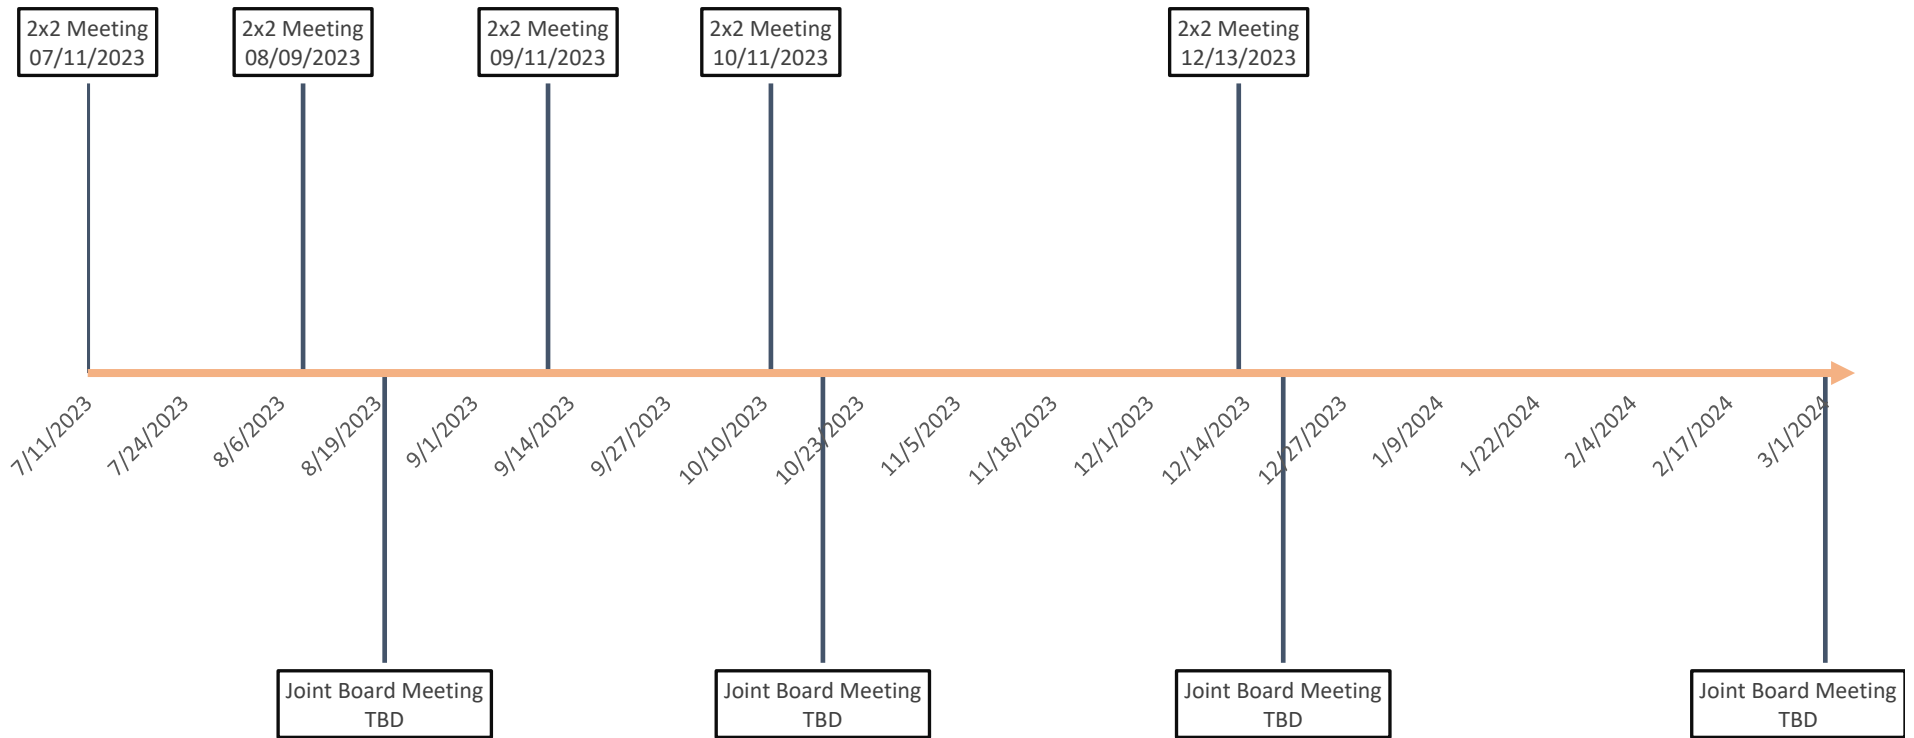 2x2 Meeting
07/11/2023
2x2 Meeting
08/09/2023
2x2 Meeting
09/11/2023
2x2 Meeting
10/11/2023
2x2 Meeting
12/13/2023
7/11/2023
7/24/2023
8/6/2023
8/19/2023
9/1/2023
9/14/2023
9/27/2023
10/10/2023
10/23/2023
11/5/2023
11/18/2023
12/1/2023
12/14/2023
12/27/2023
1/9/2024
1/22/2024
2/4/2024
2/17/2024
3/1/2024
Joint Board Meeting
TBD
Joint Board Meeting
TBD
Joint Board Meeting
TBD
Joint Board Meeting
TBD